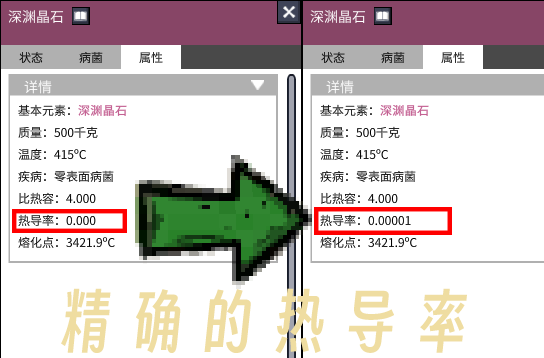 深渊晶石
状态 病菌 属性
详情
基本元素：深渊晶石
质量：500千克
温度：415ºC
疾病：零表面病菌
比热容：4.000
热导率：0.000
熔化点：3421.9ºC
深渊晶石
状态 病菌 属性
详情
基本元素：深渊晶石
质量：500千克
温度：415ºC
疾病：零表面病菌
比热容：4.000
热导率：0.00001
熔化点：3421.9ºC
精确的热导率